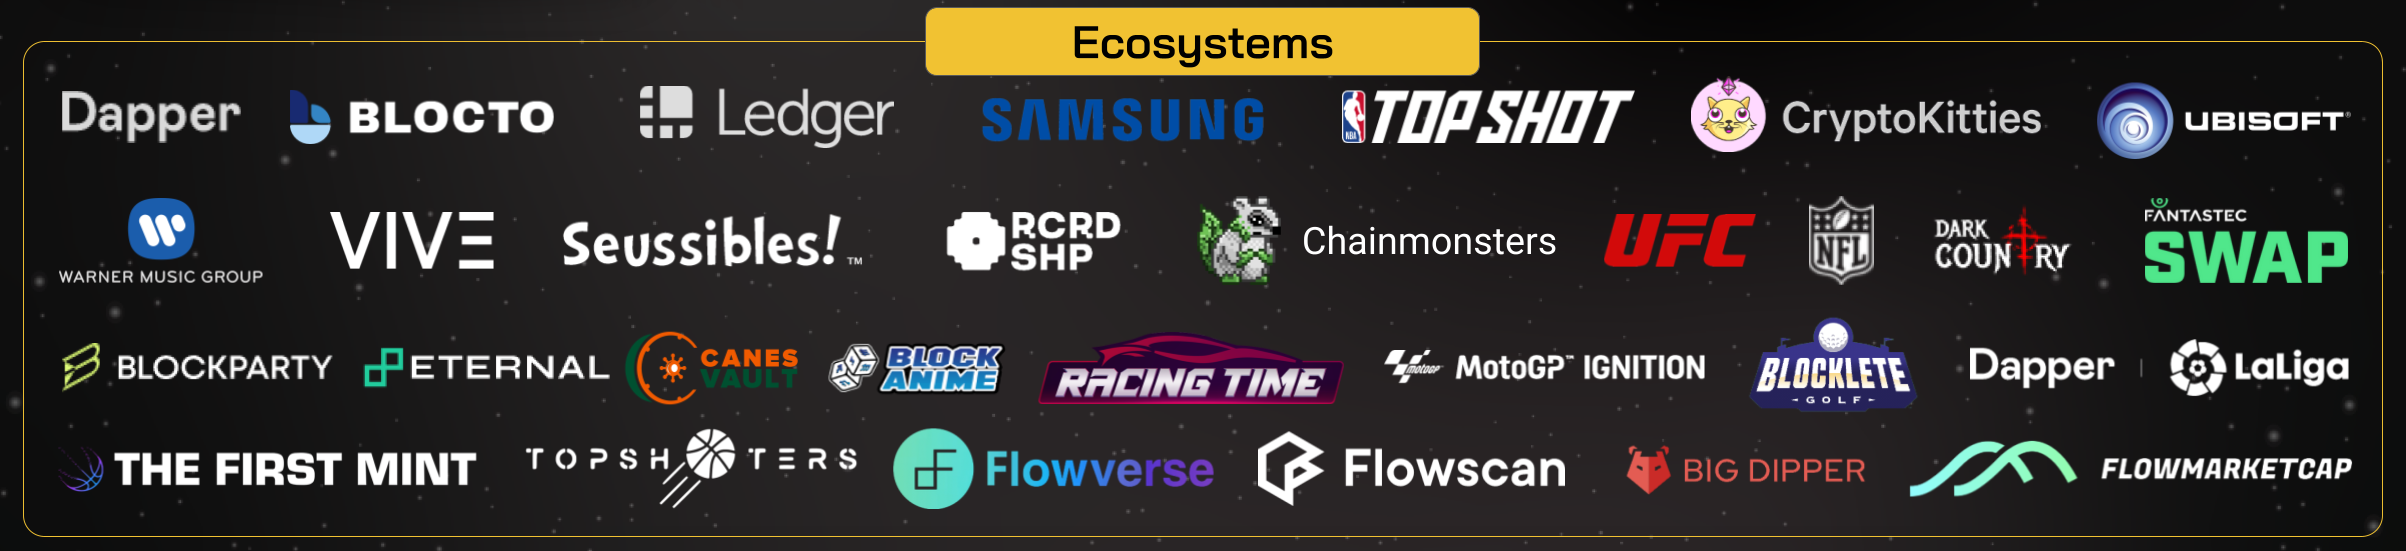 Ecosystems
Dapper BLOCTO Ledger SAMSUNG NBA TOP SHOT CryptoKitties UBISOFT
WARNER MUSIC GROUP VIVE Seussibles!™ RCRD SHP Chainmonsters UFC NFL DARK COUNTRY FANTASTEC SWAP
BLOCKPARTY ETERNAL CANES VAULT BLOCK ANIME RACING TIME MotoGP MotoGP™ IGNITION BLOCKLETE - GOLF - Dapper | LaLiga
THE FIRST MINT TOPSHOTERS Flowverse Flowscan BIG DIPPER FLOWMARKETCAP